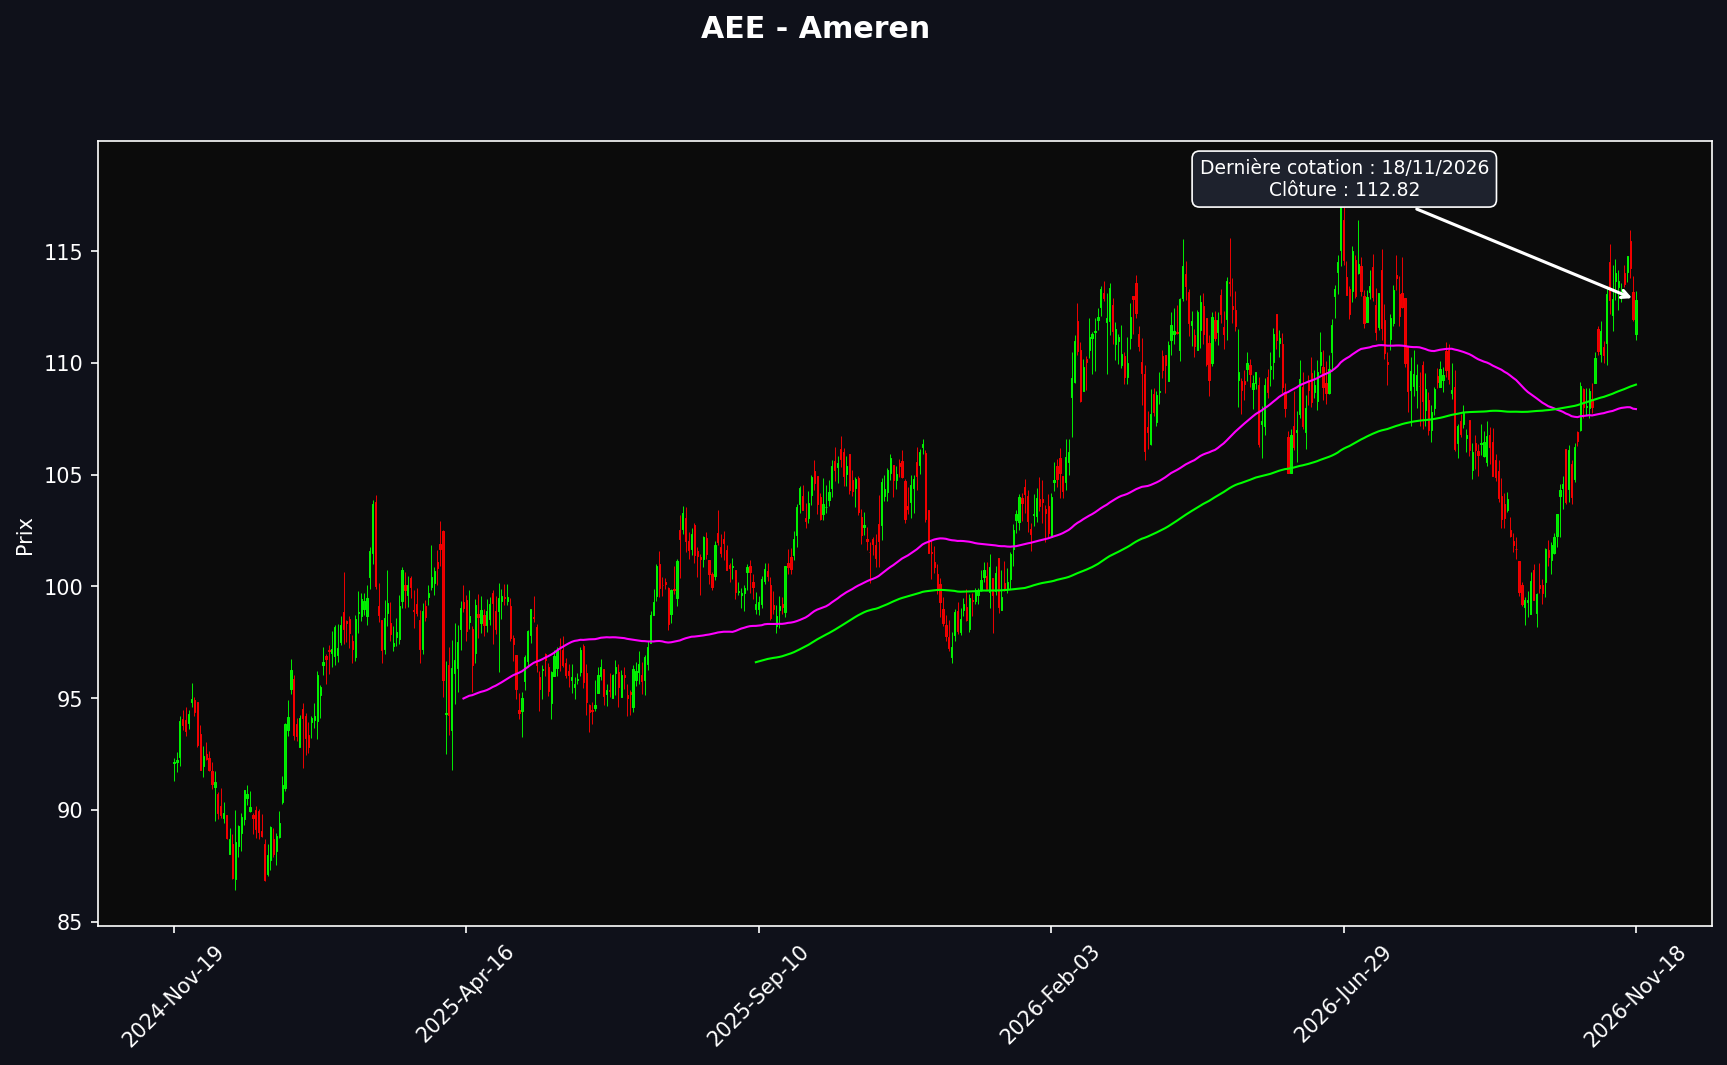 AEE - Ameren
Dernière cotation : 18/11/2026
Clôture : 112.82
115
110
105
100
95
90
85
Prix
2024-Nov-19
2025-Apr-16
2025-Sep-10
2026-Feb-03
2026-Jun-29
2026-Nov-18